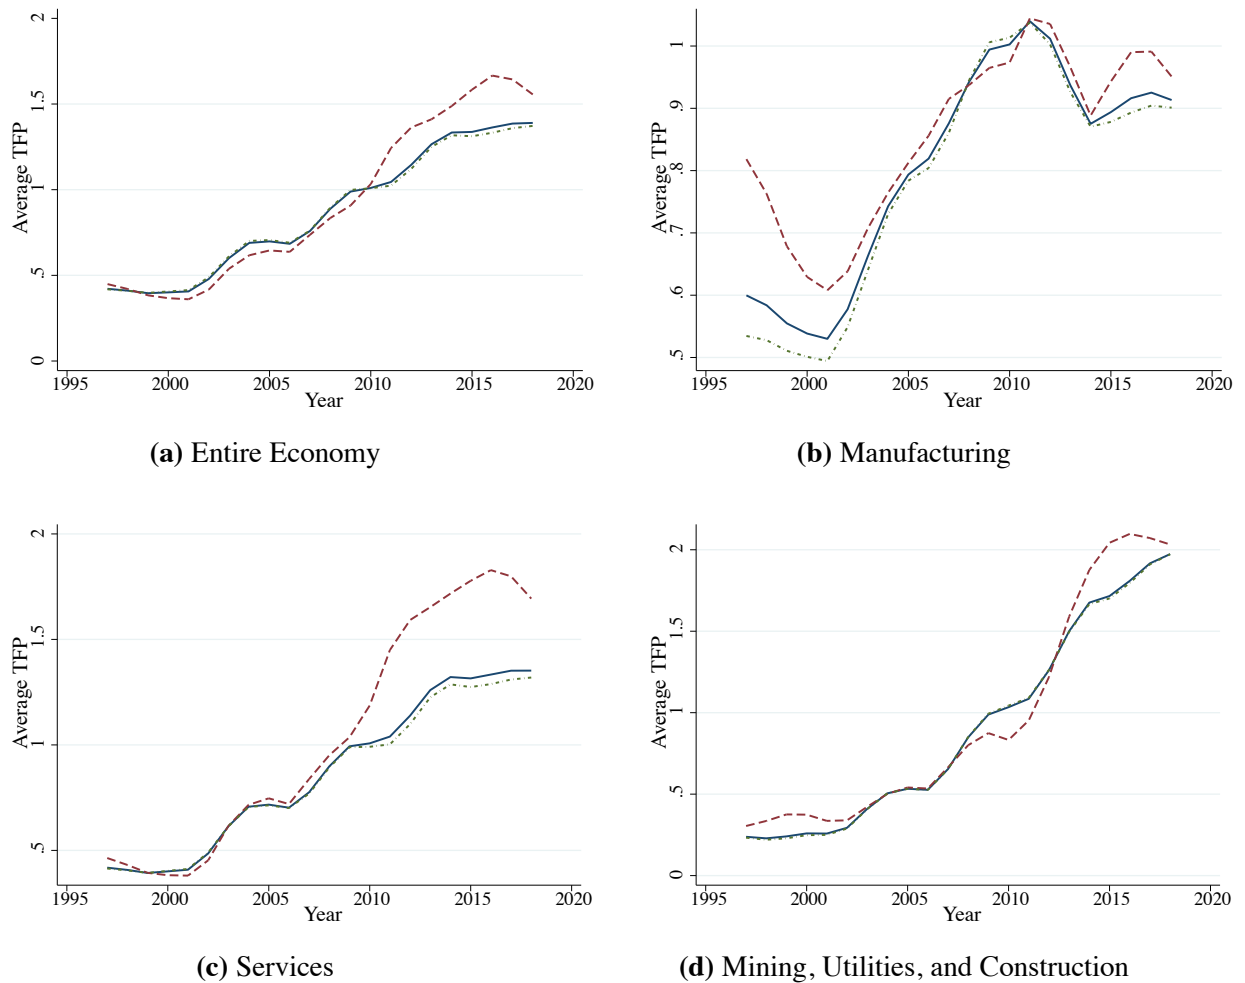 Average TFP
2
1.5
1
.5
0
1995 2000 2005 2010 2015 2020
Year
(a) Entire Economy
Average TFP
1
.9
.8
.7
.6
.5
1995 2000 2005 2010 2015 2020
Year
(b) Manufacturing
Average TFP
2
1.5
1
.5
1995 2000 2005 2010 2015 2020
Year
(c) Services
Average TFP
2
1.5
1
.5
0
1995 2000 2005 2010 2015 2020
Year
(d) Mining, Utilities, and Construction